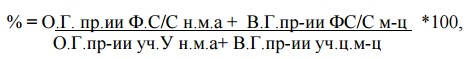 % = О.Г. пр.ии Ф.С/С н.м.а + В.Г.пр-ии ФС/С м-ц *100,
О.Г.пр-ии уч.У н.м.а+ В.Г.пр-ии уч.ц.м-ц